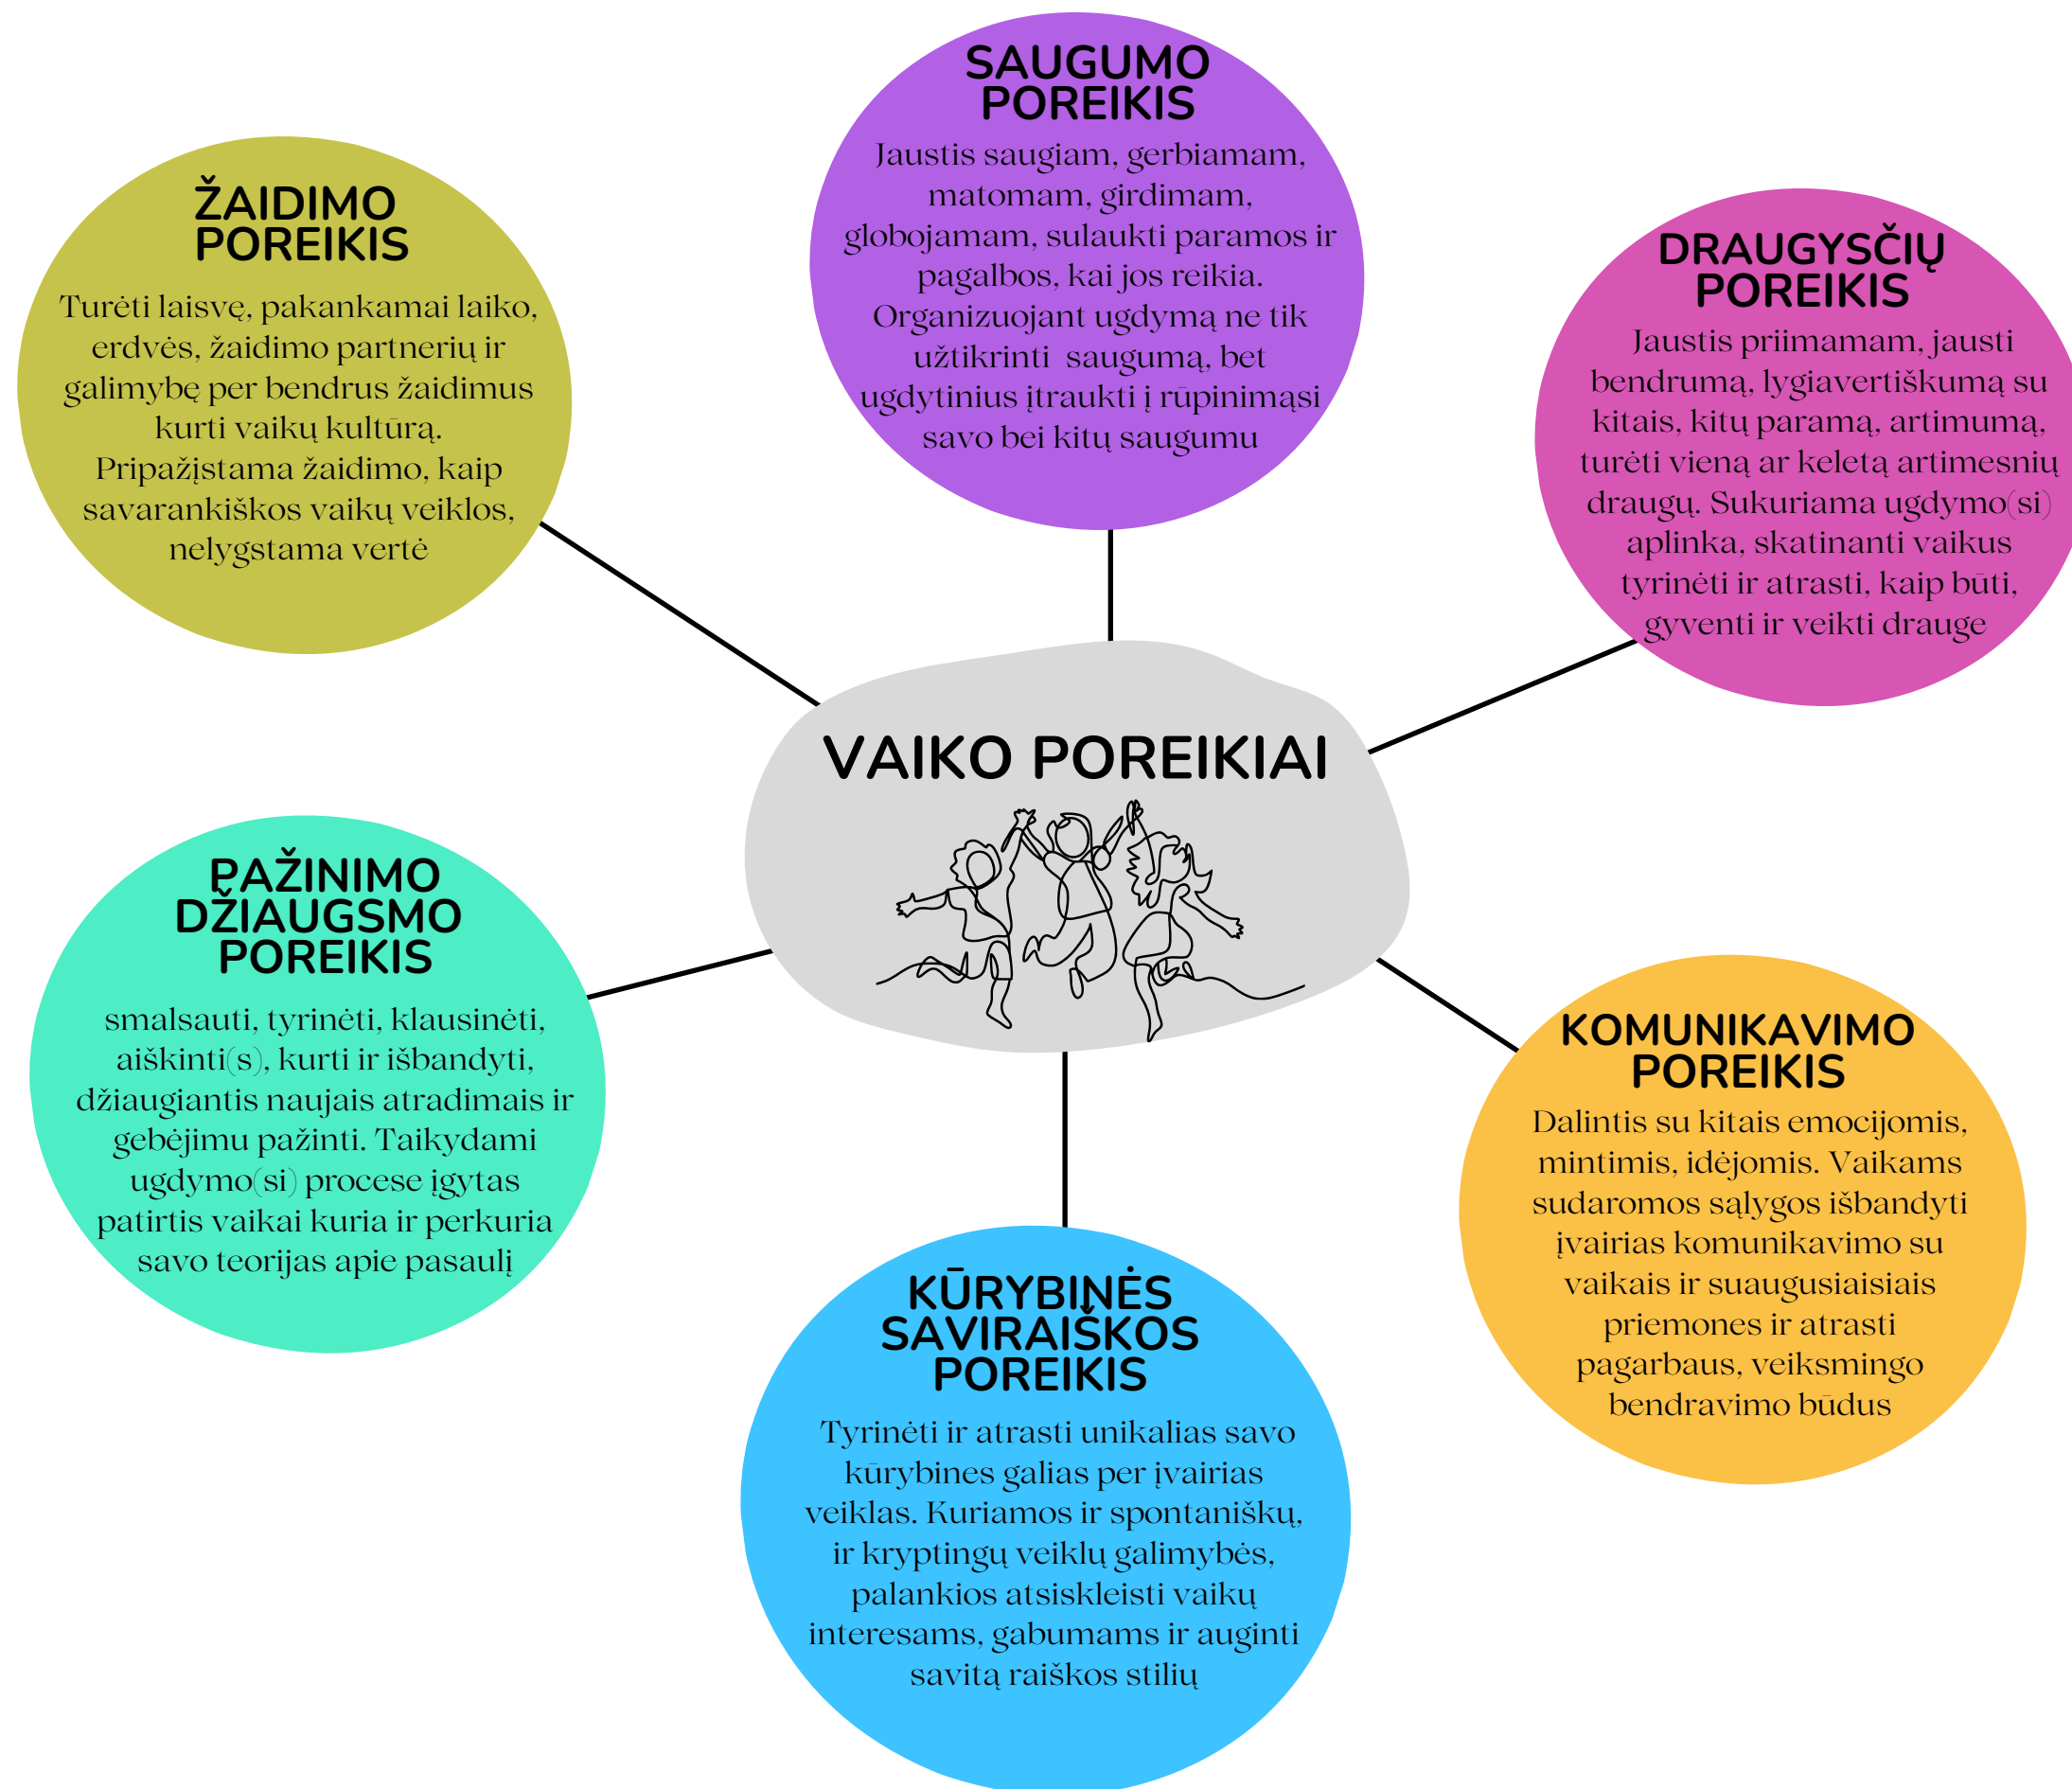 SAUGUMO
POREIKIS
Jaustis saugiam, gerbiamam,
matomam, girdimam,
globojamam, sulaukti paramos ir
pagalbos, kai jos reikia.
Organizuojant ugdymą ne tik
užtikrinti saugumą, bet
ugdytinius įtraukti į rūpinimąsi
savo bei kitų saugumu
ŽAIDIMO
POREIKIS
Turėti laisvę, pakankamai laiko,
erdvės, žaidimo partnerių ir
galimybę per bendrus žaidimus
kurti vaikų kultūrą.
Pripažįstama žaidimo, kaip
savarankiškos vaikų veiklos,
nelygstama vertė
DRAUGYSČIŲ
POREIKIS
Jaustis priimamam, jausti
bendrumą, lygiavertiškumą su
kitais, kitų paramą, artimumą,
turėti vieną ar keletą artimesnių
draugų. Sukuriama ugdymo(si)
aplinka, skatinanti vaikus
tyrinėti ir atrasti, kaip būti,
gyventi ir veikti drauge
VAIKO POREIKIAI
PAŽINIMO
DŽIAUGSMO
POREIKIS
smalsauti, tyrinėti, klausinėti,
aiškinti(s), kurti ir išbandyti,
džiaugiantis naujais atradimais ir
gebėjimu pažinti. Taikydami
ugdymo(si) procese įgytas
patirtis vaikai kuria ir perkuria
savo teorijas apie pasaulį
KOMUNIKAVIMO
POREIKIS
Dalintis su kitais emocijomis,
mintimis, idėjomis. Vaikams
sudaromos sąlygos išbandyti
įvairias komunikavimo su
vaikais ir suaugusiaisiais
priemones ir atrasti
pagarbaus, veiksmingo
bendravimo būdus
KŪRYBINĖS
SAVIRAIŠKOS
POREIKIS
Tyrinėti ir atrasti unikalias savo
kūrybines galias per įvairias
veiklas. Kuriamos ir spontaniškų,
ir kryptingų veiklų galimybės,
palankios atsiskleisti vaikų
interesams, gabumams ir auginti
savitą raiškos stilių